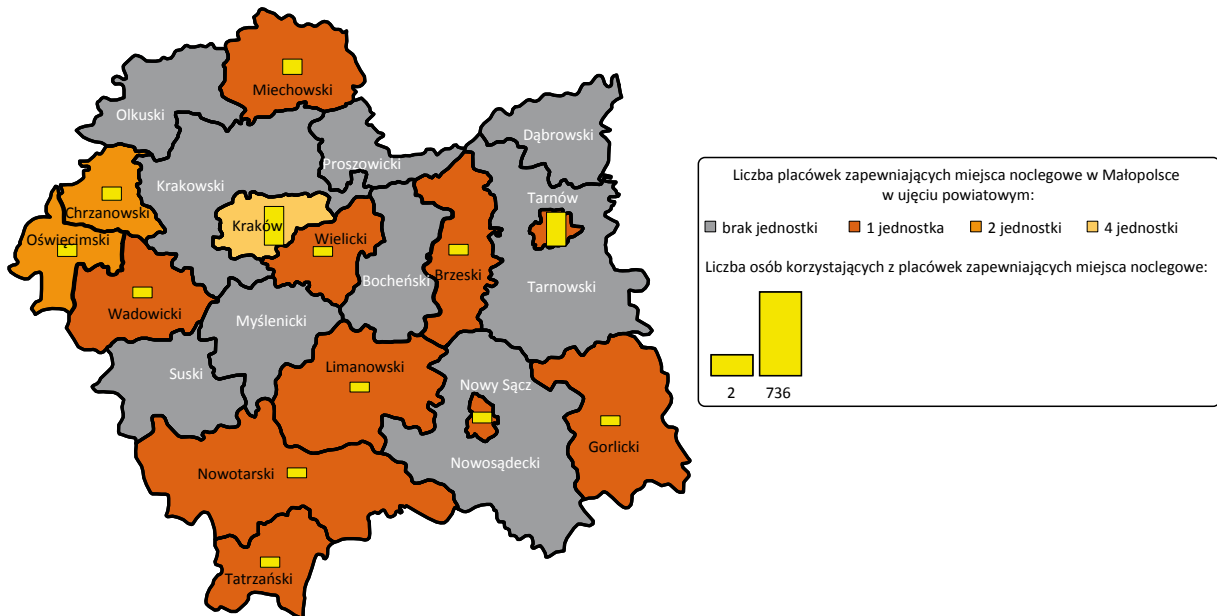 Miechowski
Olkuski
Dąbrowski
Proszowicki
Krakowski
Tarnów
Chrzanowski
Kraków
Oświęcimski
Wielicki
Bocheński
Brzeski
Tarnowski
Wadowicki
Myślenicki
Suski
Limanowski
Nowy Sącz
Gorlicki
Nowosądecki
Nowotarski
Tatrzański
Liczba placówek zapewniających miejsca noclegowe w Małopolsce
w ujęciu powiatowym:
brak jednostki 1 jednostka 2 jednostki 4 jednostki
Liczba osób korzystających z placówek zapewniających miejsca noclegowe:
2 736